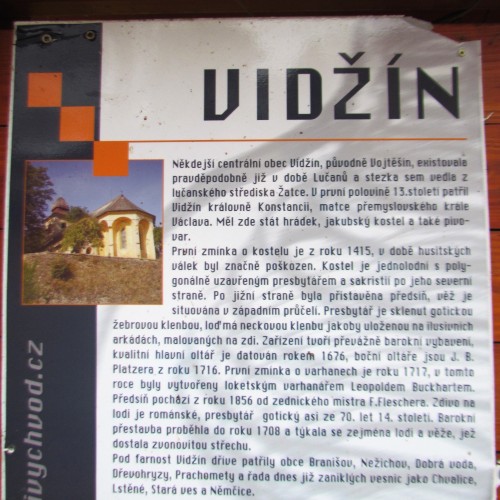 VIDŽÍN
Někdejší centrální obec Vidžín, původně Vojtěšín, existovala
pravděpodobně již v době Lučanů a stezka sem vedla z
lučanského střediska Žatce. V první polovině 13.století patřil
Vidžín královně Konstancii, matce přemyslovského krále
Václava. Měl zde stát hrádek, jakubský kostel a také pivo-
var.
První zmínka o kostelu je z roku 1415, v době husitských
válek byl značně poškozen. Kostel je jednolodní s poly-
gonálně uzavřeným presbytářem a sakristií po jeho severní
straně. Po jižní straně byla přistavěna předsíň, věž je
situována v západním průčelí. Presbytář je sklenut gotickou
žebrovou klenbou, loď má neckovou klenbu jakoby uloženou na ilusivních
arkádách, malovaných na zdi. Zařízení tvoří převážně barokní vybavení,
kvalitní hlavní oltář je datován rokem 1676, boční oltáře jsou J. B.
Platzera z roku 1716. První zmínka o varhanech je z roku 1717, v tomto
roce byly vytvořeny loketským varhanářem Leopoldem Buckhartem.
Předsíň pochází z roku 1856 od zednického mistra F.Fleschera. Zdivo na
lodi je románské, presbytář  gotický asi ze 70. let 14. století. Barokní
přestavba proběhla do roku 1708 a týkala se zejména lodi a věže, jež
dostala zvonovitou střechu.
Pod farnost Vidžín dříve patřily obce Branišov, Nežichov, Dobrá voda,
Dřevohryzy, Prachomety a řada dnes již zaniklých vesnic jako Chvalice,
Lstěné, Stará ves a Němčice.
ivychvod.cz